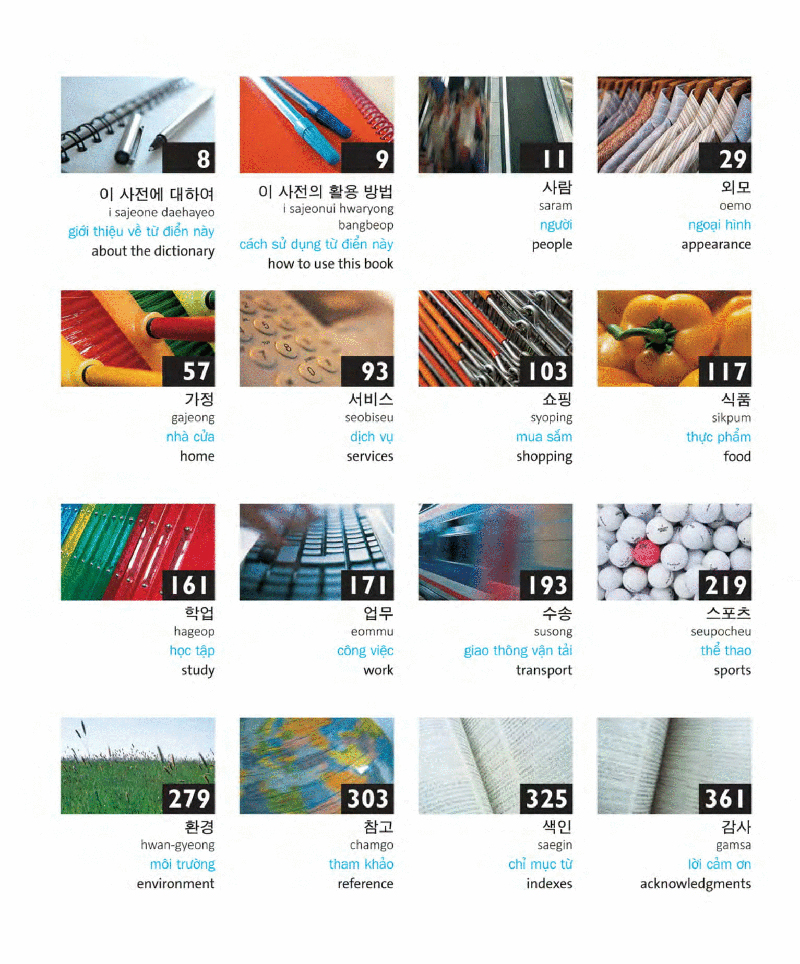 8
이 사전에 대하여
i sajeone daehayeo
giới thiệu về từ điển này
about the dictionary
9
이 사전의 활용 방법
i sajeonui hwaryong
bangbeop
cách sử dụng từ điển này
how to use this book
11
사람
saram
người
people
29
외모
oemo
ngoại hình
appearance
57
가정
gajeong
nhà cửa
home
93
서비스
seobiseu
dịch vụ
services
103
쇼핑
syoping
mua sắm
shopping
117
식품
sikpum
thực phẩm
food
161
학업
hageop
học tập
study
171
업무
eommu
công việc
work
193
수송
susong
giao thông vận tải
transport
219
스포츠
seupocheu
thể thao
sports
279
환경
hwan-gyeong
môi trường
environment
303
참고
chamgo
tham khảo
reference
325
색인
saegin
chỉ mục từ
indexes
361
감사
gamsa
lời cảm ơn
acknowledgments